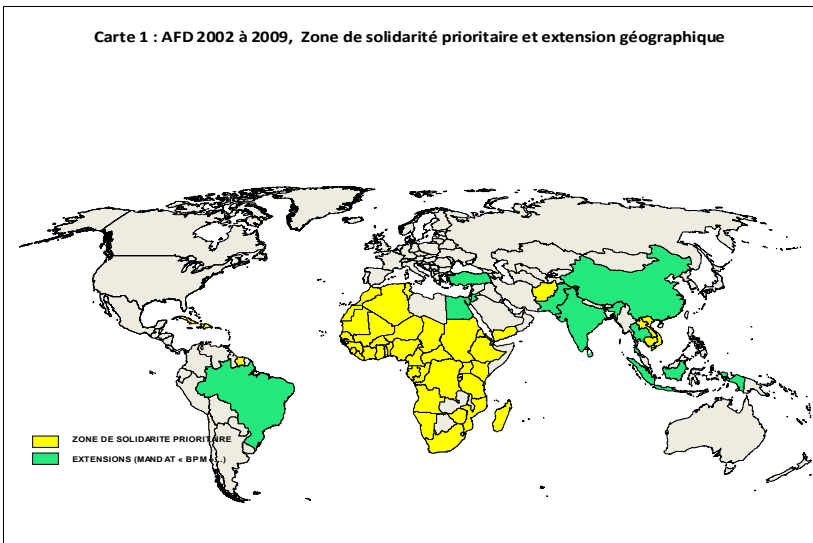 Carte 1 : AFD 2002 à 2009, Zone de solidarité prioritaire et extension géographique
ZONE DE SOLIDARITE PRIORITAIRE
EXTENSIONS (MANDAT « BPM »...)